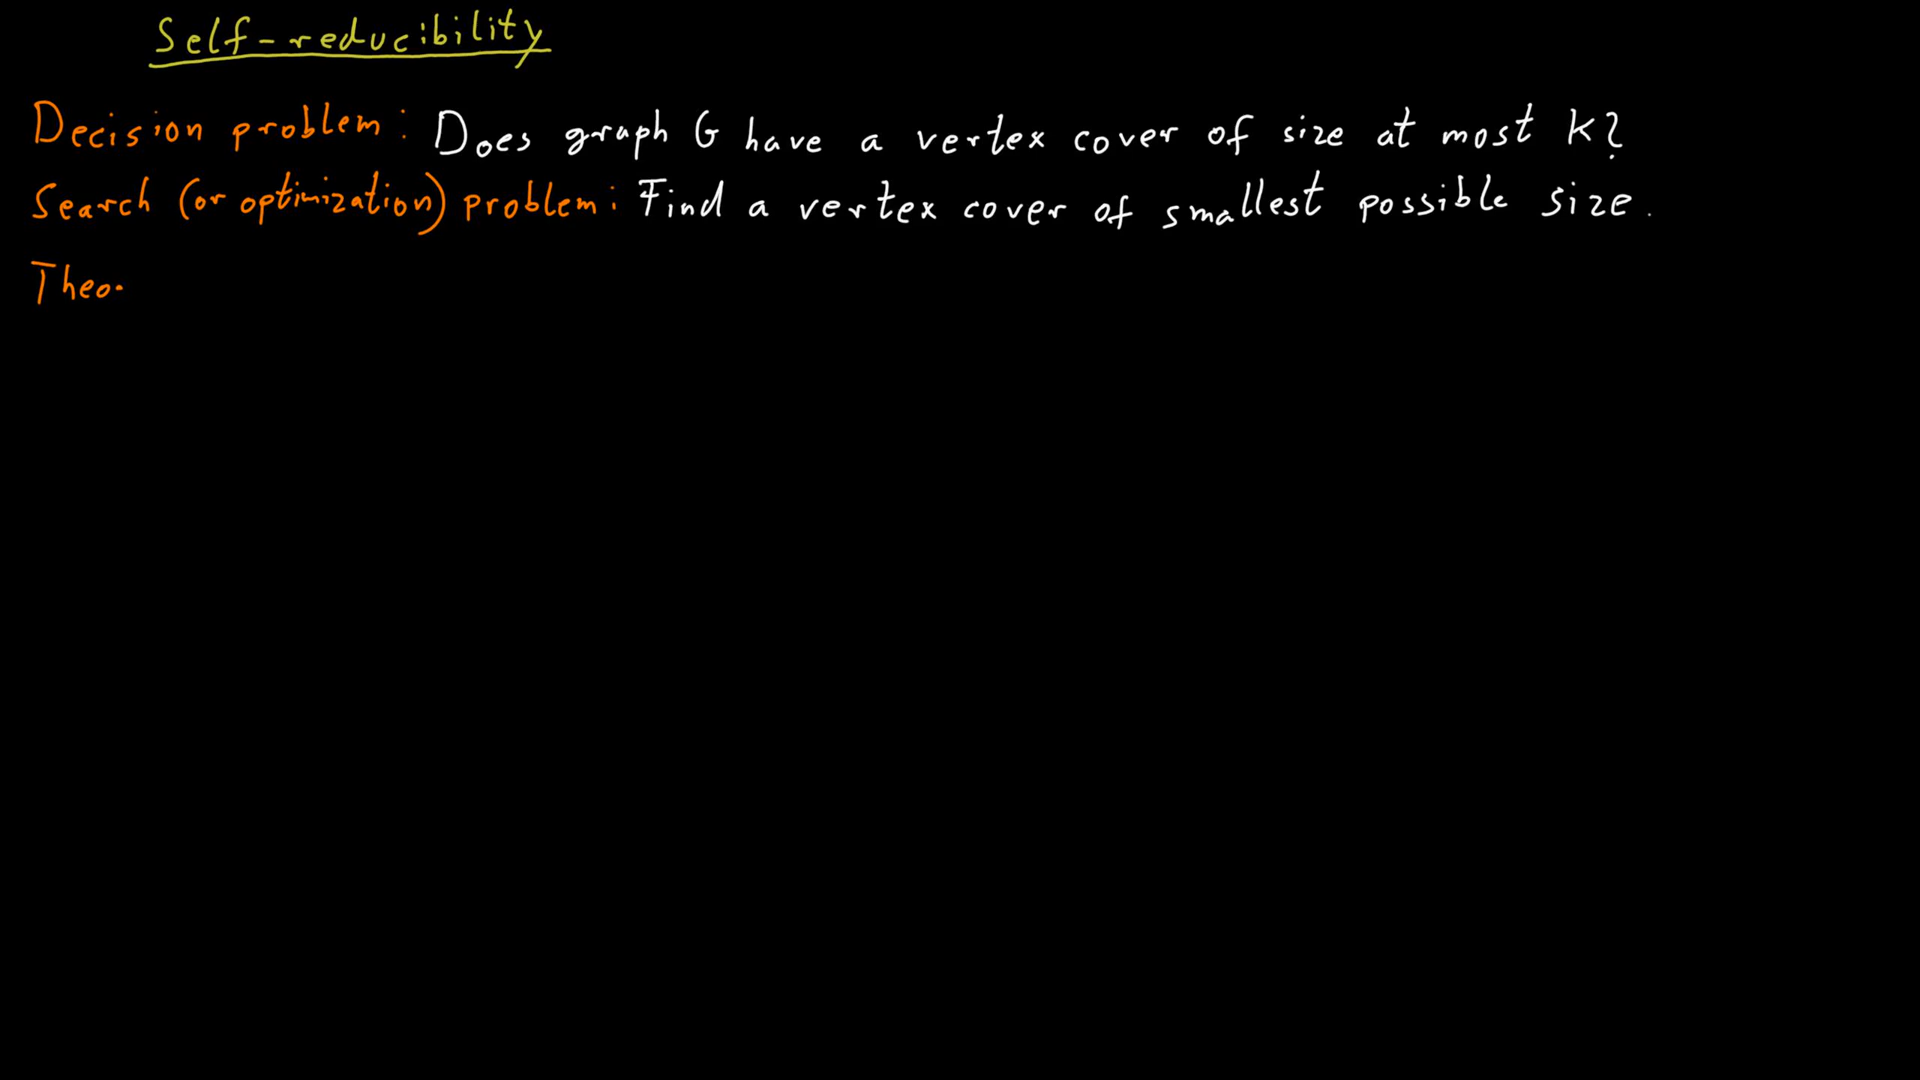 Self-reducibility
Decision problem: Does graph G have a vertex cover of size at most K?
Search (or optimization) problem: Find a vertex cover of smallest possible size.
Theo